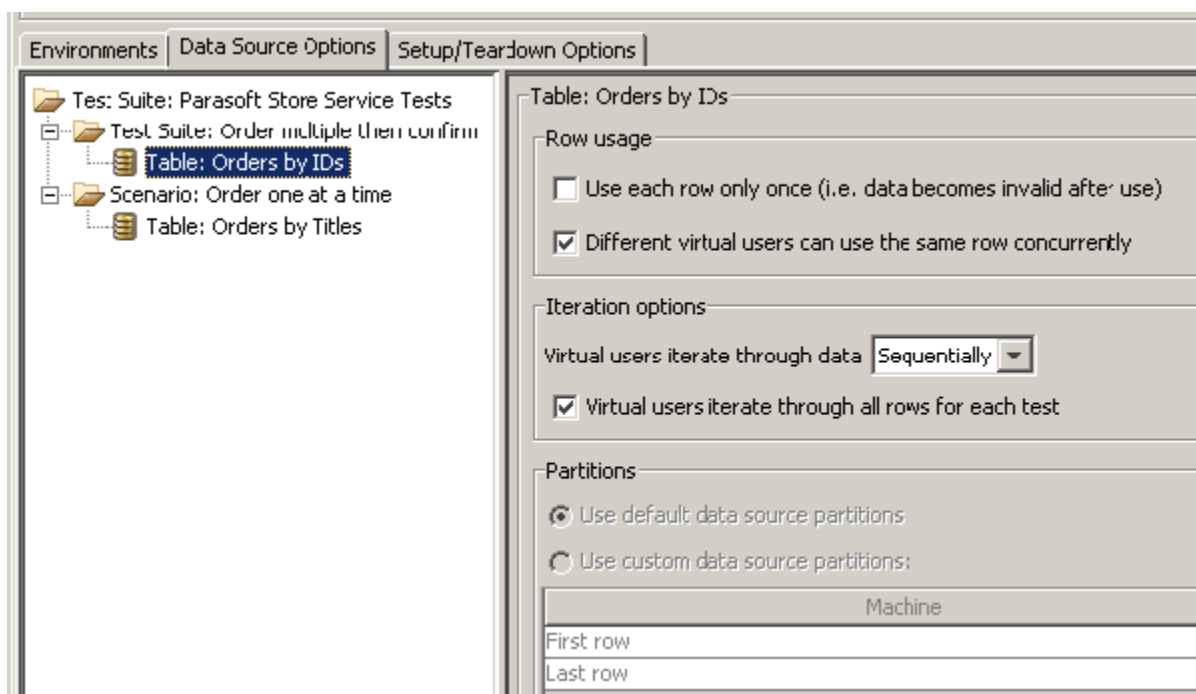 Environments
Data Source Options
Setup/Teardown Options
Test Suite: Parasoft Store Service Tests
Test Suite: Order multiple then confirm
Table: Orders by IDs
Scenario: Order one at a time
Table: Orders by Titles
Table: Orders by IDs
Row usage
Use each row only once (i.e. data becomes invalid after use)
Different virtual users can use the same row concurrently
Iteration options
Virtual users iterate through data Sequentially
Virtual users iterate through all rows for each test
Partitions
Use default data source partitions
Use custom data source partitions:
Machine
First row
Last row